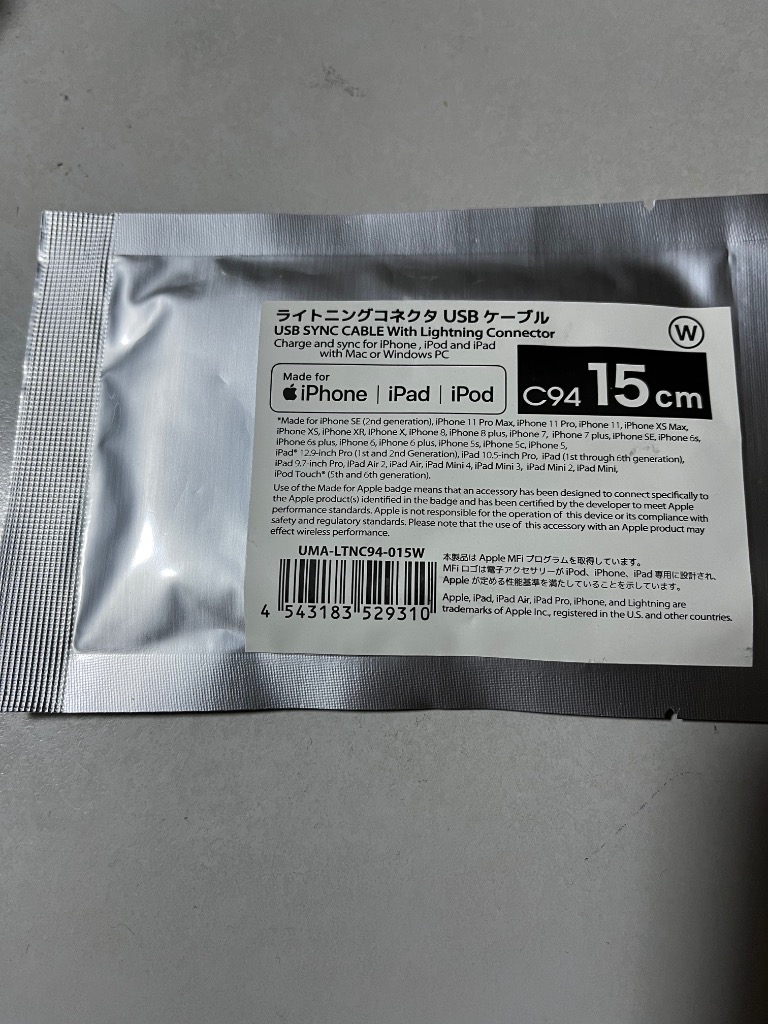 ライトニングコネクタ USB ケーブル
USB SYNC CABLE With Lightning Connector
Charge and sync for iPhone , iPod and iPad
with Mac or Windows PC
W
Made for
iPhone | iPad | iPod
C94 15cm
*Made for iPhone SE (2nd generation), iPhone 11 Pro Max, iPhone 11 Pro, iPhone 11, iPhone XS Max,
iPhone XS, iPhone XR, iPhone X, iPhone 8, iPhone 8 plus, iPhone 7, iPhone 7 plus, iPhone SE, iPhone 6s,
iPhone 6s plus, iPhone 6, iPhone 6 plus, iPhone 5s, iPhone 5c, iPhone 5,
iPad* 12.9-inch Pro (1st and 2nd Generation), iPad 10.5-inch Pro, iPad (1st through 6th generation),
iPad 9.7-inch Pro, iPad Air 2, iPad Air, iPad Mini 4, iPad Mini 3, iPad Mini 2, iPad Mini,
iPod Touch* (5th and 6th generation).
Use of the Made for Apple badge means that an accessory has been designed to connect specifically to
the Apple product(s) identified in the badge and has been certified by the developer to meet Apple
performance standards. Apple is not responsible for the operation of this device or its compliance with
safety and regulatory standards. Please note that the use of this accessory with an Apple product may
effect wireless performance.
UMA-LTNC94-015W
4 543183 529310
本製品は Apple MFi プログラムを取得しています。
MFi ロゴは電子アクセサリーが iPod、iPhone、iPad 専用に設計され、
Apple が定める性能基準を満たしていることを示しています。
Apple, iPad, iPad Air, iPad Pro, iPhone, and Lightning are
trademarks of Apple Inc., registered in the U.S. and other countries.